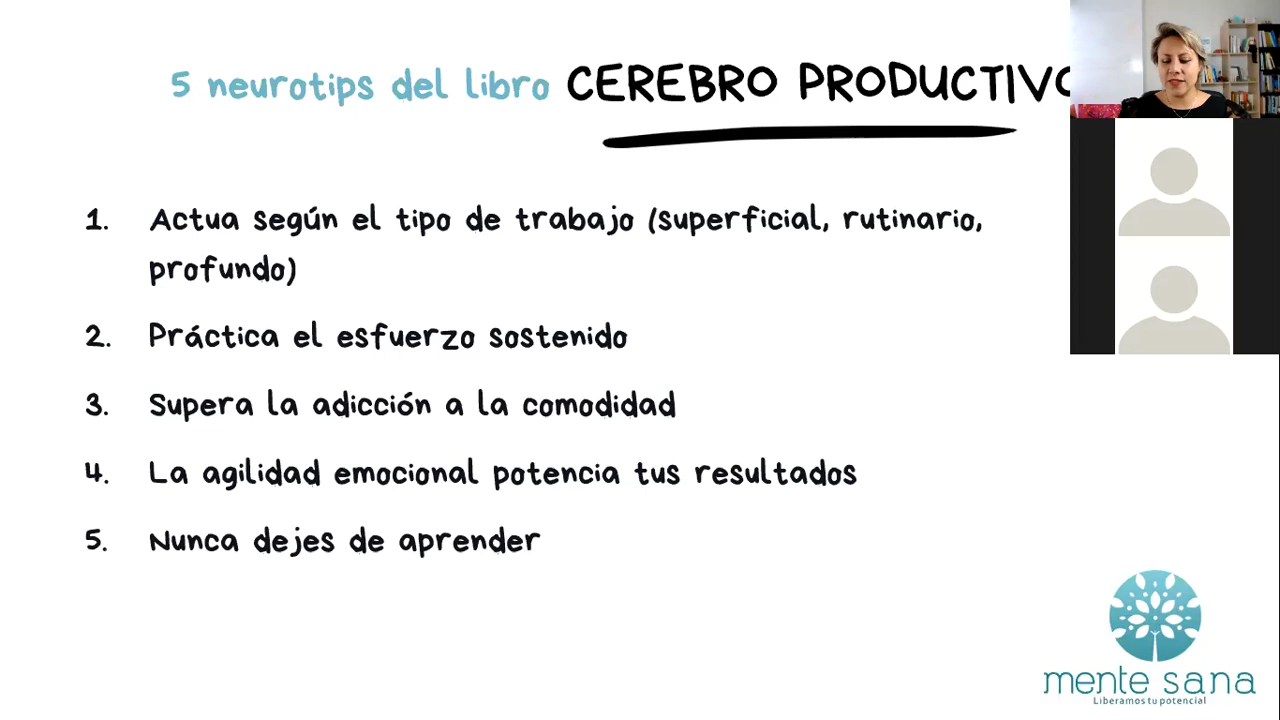 5 neurotips del libro CEREBRO PRODUCTIVO
1. Actua según el tipo de trabajo (superficial, rutinario,
profundo)
2. Práctica el esfuerzo sostenido
3. Supera la adicción a la comodidad
4. La agilidad emocional potencia tus resultados
5. Nunca dejes de aprender
mente sana
Liberamos tu potencial